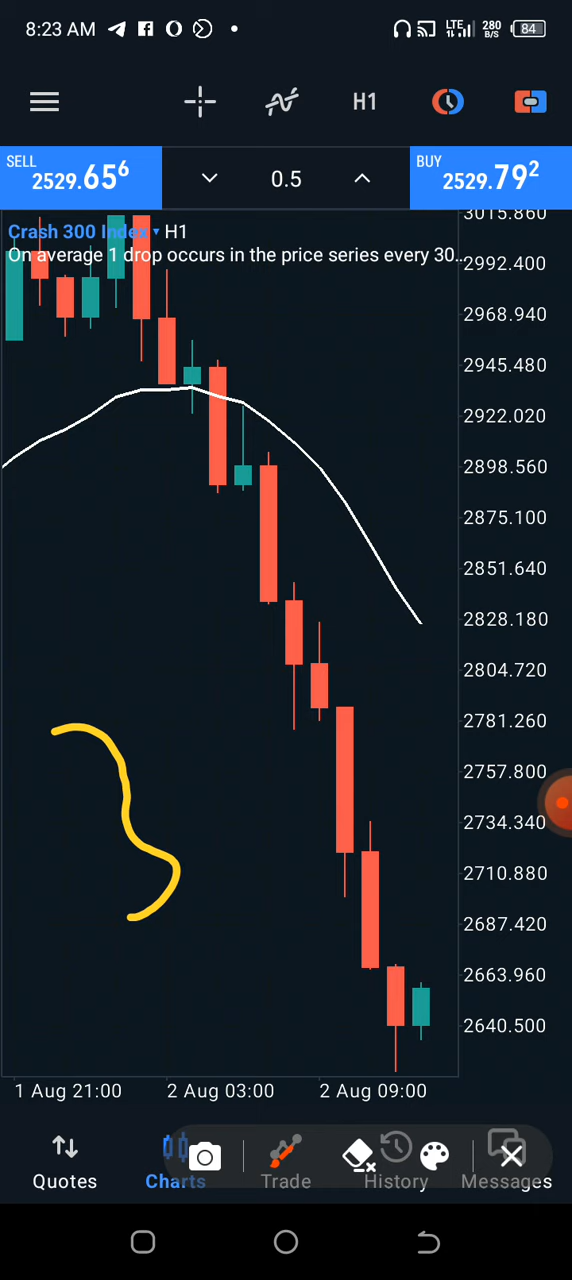 8:23 AM
LTE 280 B/S 84
H1
SELL 2529.65⁶
0.5
BUY 2529.79²
Crash 300 Index H1
On average 1 drop occurs in the price series every 30...
3015.860
2992.400
2968.940
2945.480
2922.020
2898.560
2875.100
2851.640
2828.180
2804.720
2781.260
2757.800
2734.340
2710.880
2687.420
2663.960
2640.500
1 Aug 21:00 2 Aug 03:00 2 Aug 09:00
Quotes Charts Trade History Messages